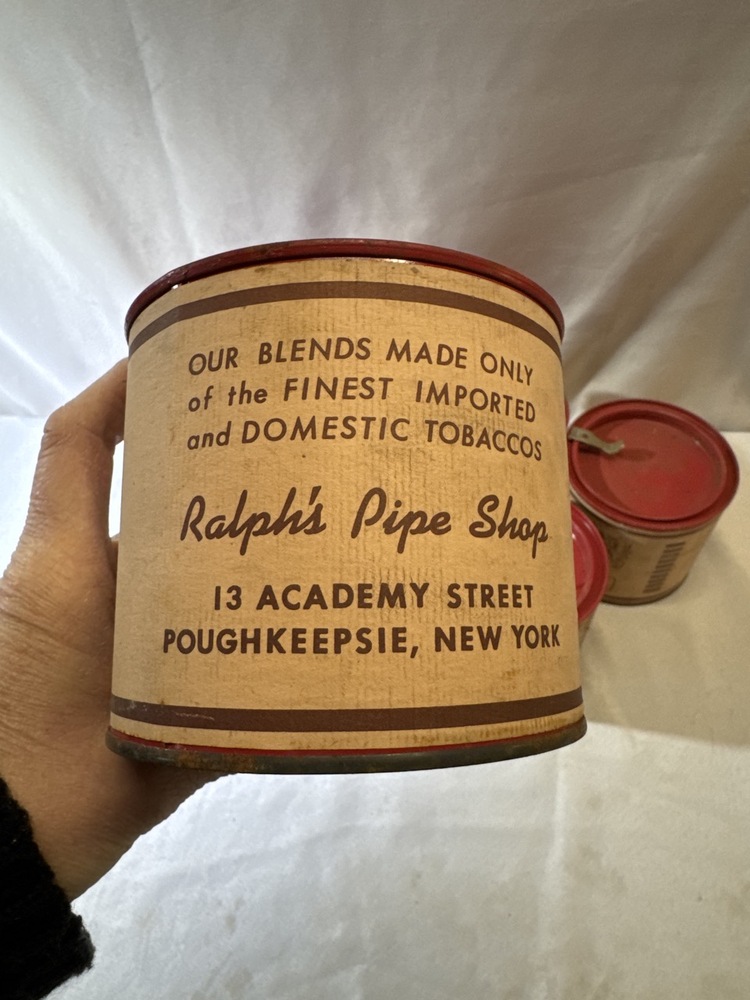 OUR BLENDS MADE ONLY
of the FINEST IMPORTED
and DOMESTIC TOBACCOS
Ralph's Pipe Shop
13 ACADEMY STREET
POUGHKEEPSIE, NEW YORK